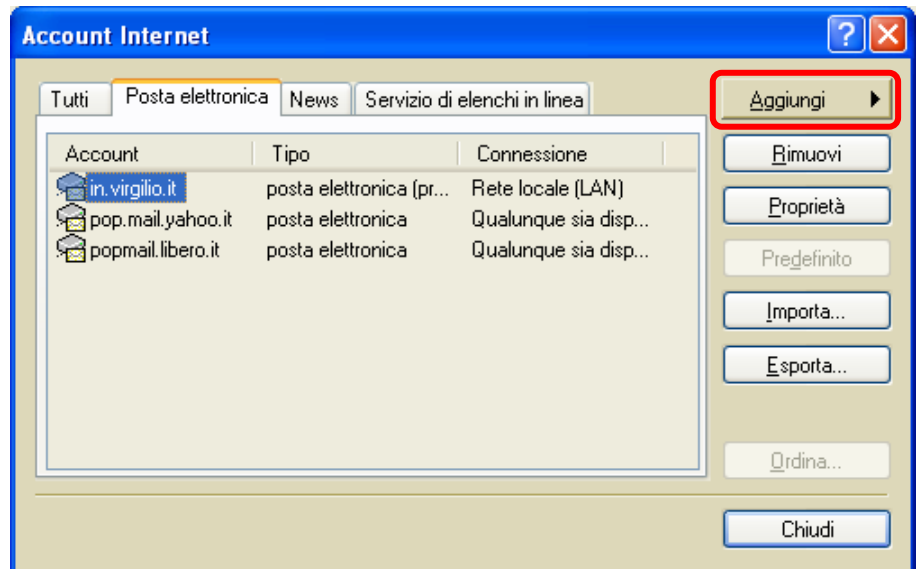 Account Internet
Tutti Posta elettronica News Servizio di elenchi in linea
Aggiungi
Account Tipo Connessione
in.virgilio.it posta elettronica (pr... Rete locale (LAN)
pop.mail.yahoo.it posta elettronica Qualunque sia disp...
popmail.libero.it posta elettronica Qualunque sia disp...
Rimuovi
Proprietà
Predefinito
Importa...
Esporta...
Ordina...
Chiudi